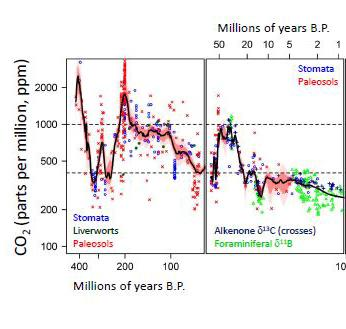 Millions of years B.P.
50 20 10 5 2 1
CO2 (parts per million, ppm)
2000
1000
500
200
100
Stomata
Paleosols
Stomata
Liverworts
Paleosols
Alkenone δ13C (crosses)
Foraminiferal δ11B
400 200 100
10
Millions of years B.P.